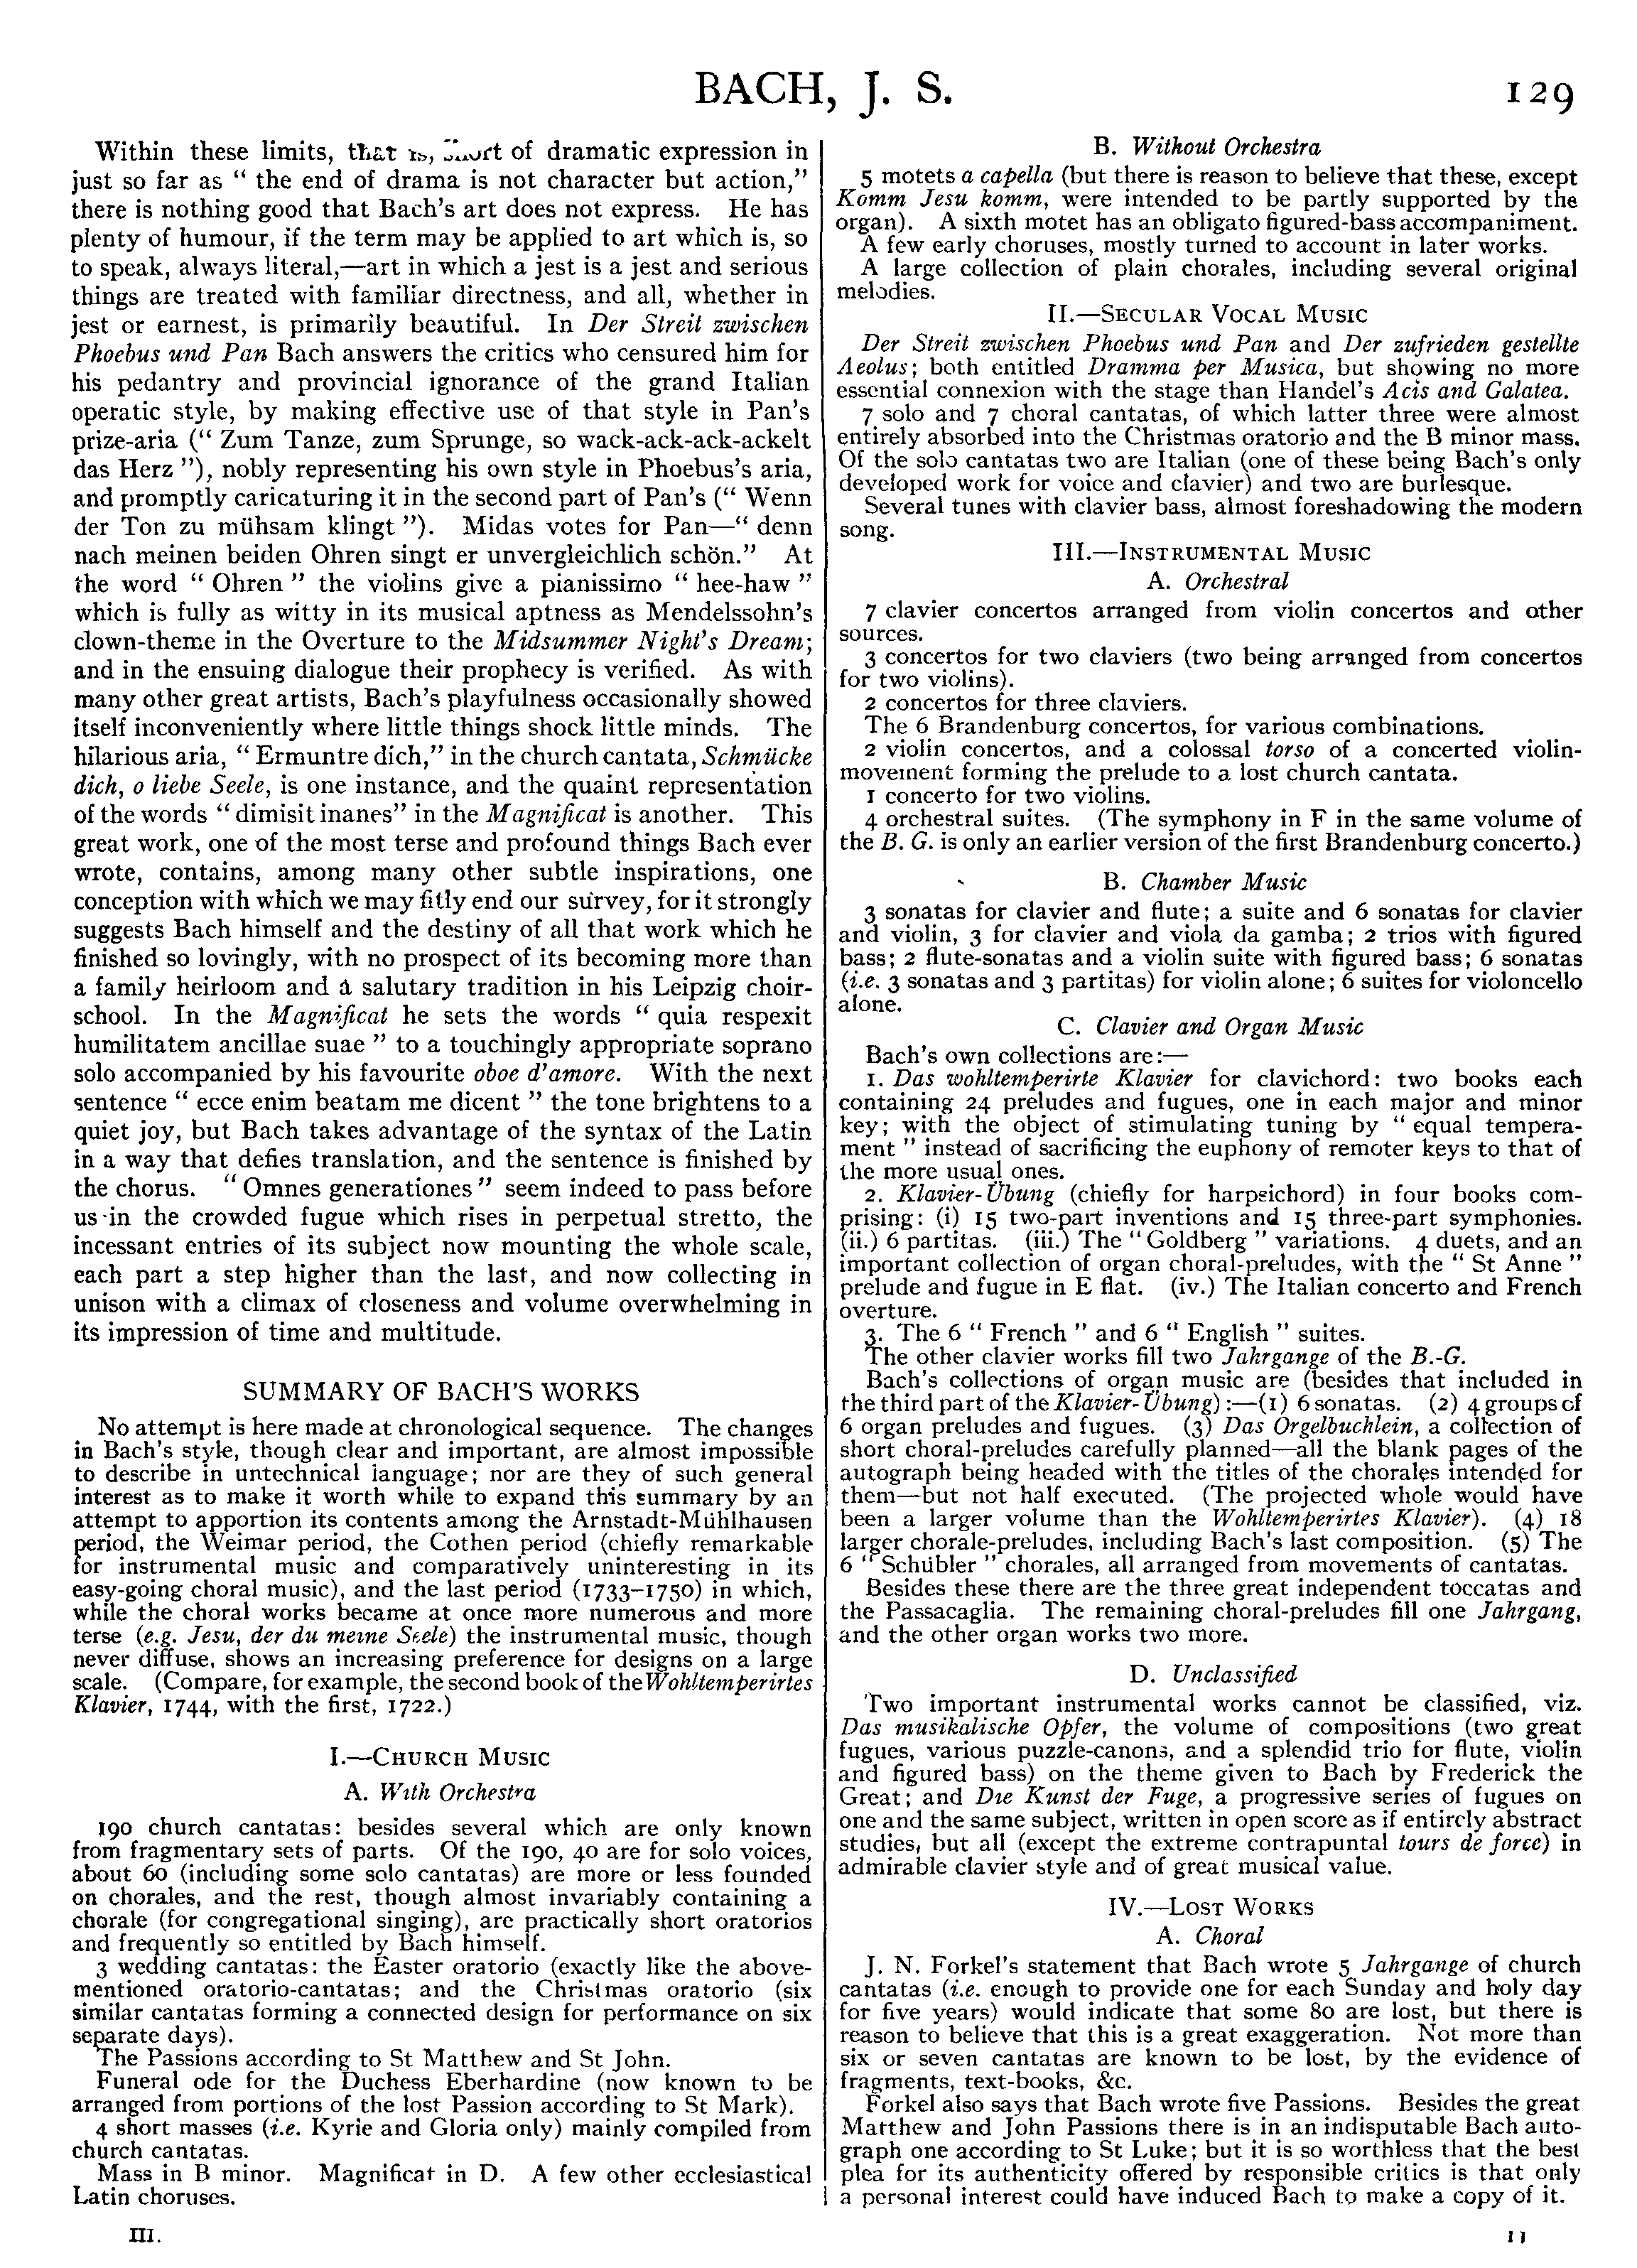 BACH, J. S.
129
Within these limits, that is, short of dramatic expression in
just so far as “ the end of drama is not character but action,”
there is nothing good that Bach’s art does not express. He has
plenty of humour, if the term may be applied to art which is, so
to speak, always literal,—art in which a jest is a jest and serious
things are treated with familiar directness, and all, whether in
jest or earnest, is primarily beautiful. In Der Streit zwischen
Phoebus und Pan Bach answers the critics who censured him for
his pedantry and provincial ignorance of the grand Italian
operatic style, by making effective use of that style in Pan’s
prize-aria (“ Zum Tanze, zum Sprunge, so wack-ack-ack-ackelt
das Herz ”), nobly representing his own style in Phoebus’s aria,
and promptly caricaturing it in the second part of Pan’s (“ Wenn
der Ton zu mühsam klingt ”). Midas votes for Pan—“ denn
nach meinen beiden Ohren singt er unvergleichlich schön.” At
the word “ Ohren ” the violins give a pianissimo “ hee-haw ”
which is fully as witty in its musical aptness as Mendelssohn’s
clown-theme in the Overture to the Midsummer Night’s Dream;
and in the ensuing dialogue their prophecy is verified. As with
many other great artists, Bach’s playfulness occasionally showed
itself inconveniently where little things shock little minds. The
hilarious aria, “ Ermuntre dich,” in the church cantata, Schmücke
dich, o liebe Seele, is one instance, and the quaint representation
of the words “ dimisit inanes” in the Magnificat is another. This
great work, one of the most terse and profound things Bach ever
wrote, contains, among many other subtle inspirations, one
conception with which we may fitly end our survey, for it strongly
suggests Bach himself and the destiny of all that work which he
finished so lovingly, with no prospect of its becoming more than
a family heirloom and a salutary tradition in his Leipzig choir-
school. In the Magnificat he sets the words “ quia respexit
humilitatem ancillae suae ” to a touchingly appropriate soprano
solo accompanied by his favourite oboe d’amore. With the next
sentence “ ecce enim beatam me dicent ” the tone brightens to a
quiet joy, but Bach takes advantage of the syntax of the Latin
in a way that defies translation, and the sentence is finished by
the chorus. “ Omnes generationes ” seem indeed to pass before
us in the crowded fugue which rises in perpetual stretto, the
incessant entries of its subject now mounting the whole scale,
each part a step higher than the last, and now collecting in
unison with a climax of closeness and volume overwhelming in
its impression of time and multitude.
SUMMARY OF BACH’S WORKS
No attempt is here made at chronological sequence. The changes
in Bach’s style, though clear and important, are almost impossible
to describe in untechnical language; nor are they of such general
interest as to make it worth while to expand this summary by an
attempt to apportion its contents among the Arnstadt-Mühlhausen
period, the Weimar period, the Cothen period (chiefly remarkable
for instrumental music and comparatively uninteresting in its
easy-going choral music), and the last period (1733–1750) in which,
while the choral works became at once more numerous and more
terse (e.g. Jesu, der du meine Seele) the instrumental music, though
never diffuse, shows an increasing preference for designs on a large
scale. (Compare, for example, the second book of the Wohltemperirtes
Klavier, 1744, with the first, 1722.)
I.—CHURCH MUSIC
A. With Orchestra
190 church cantatas: besides several which are only known
from fragmentary sets of parts. Of the 190, 40 are for solo voices,
about 60 (including some solo cantatas) are more or less founded
on chorales, and the rest, though almost invariably containing a
chorale (for congregational singing), are practically short oratorios
and frequently so entitled by Bach himself.
3 wedding cantatas: the Easter oratorio (exactly like the above-
mentioned oratorio-cantatas; and the Christmas oratorio (six
similar cantatas forming a connected design for performance on six
separate days).
The Passions according to St Matthew and St John.
Funeral ode for the Duchess Eberhardine (now known to be
arranged from portions of the lost Passion according to St Mark).
4 short masses (i.e. Kyrie and Gloria only) mainly compiled from
church cantatas.
Mass in B minor. Magnificat in D. A few other ecclesiastical
Latin choruses.
III.
B. Without Orchestra
5 motets a capella (but there is reason to believe that these, except
Komm Jesu komm, were intended to be partly supported by the
organ). A sixth motet has an obligato figured-bass accompaniment.
A few early choruses, mostly turned to account in later works.
A large collection of plain chorales, including several original
melodies.
II.—SECULAR VOCAL MUSIC
Der Streit zwischen Phoebus und Pan and Der zufrieden gestellte
Aeolus; both entitled Dramma per Musica, but showing no more
essential connexion with the stage than Handel’s Acis and Galatea.
7 solo and 7 choral cantatas, of which latter three were almost
entirely absorbed into the Christmas oratorio and the B minor mass.
Of the solo cantatas two are Italian (one of these being Bach’s only
developed work for voice and clavier) and two are burlesque.
Several tunes with clavier bass, almost foreshadowing the modern
song.
III.—INSTRUMENTAL MUSIC
A. Orchestral
7 clavier concertos arranged from violin concertos and other
sources.
3 concertos for two claviers (two being arranged from concertos
for two violins).
2 concertos for three claviers.
The 6 Brandenburg concertos, for various combinations.
2 violin concertos, and a colossal torso of a concerted violin-
movement forming the prelude to a lost church cantata.
1 concerto for two violins.
4 orchestral suites. (The symphony in F in the same volume of
the B. G. is only an earlier version of the first Brandenburg concerto.)
B. Chamber Music
3 sonatas for clavier and flute; a suite and 6 sonatas for clavier
and violin, 3 for clavier and viola da gamba; 2 trios with figured
bass; 2 flute-sonatas and a violin suite with figured bass; 6 sonatas
(i.e. 3 sonatas and 3 partitas) for violin alone; 6 suites for violoncello
alone.
C. Clavier and Organ Music
Bach’s own collections are:—
1. Das wohltemperirte Klavier for clavichord: two books each
containing 24 preludes and fugues, one in each major and minor
key; with the object of stimulating tuning by “ equal tempera-
ment ” instead of sacrificing the euphony of remoter keys to that of
the more usual ones.
2. Klavier-Übung (chiefly for harpsichord) in four books com-
prising: (i) 15 two-part inventions and 15 three-part symphonies.
(ii.) 6 partitas. (iii.) The “ Goldberg ” variations. 4 duets, and an
important collection of organ choral-preludes, with the “ St Anne ”
prelude and fugue in E flat. (iv.) The Italian concerto and French
overture.
3. The 6 “ French ” and 6 “ English ” suites.
The other clavier works fill two Jahrgange of the B.-G.
Bach’s collections of organ music are (besides that included in
the third part of the Klavier-Übung):—(1) 6 sonatas. (2) 4 groups of
6 organ preludes and fugues. (3) Das Orgelbuchlein, a collection of
short choral-preludes carefully planned—all the blank pages of the
autograph being headed with the titles of the chorales intended for
them—but not half executed. (The projected whole would have
been a larger volume than the Wohltemperirtes Klavier). (4) 18
larger chorale-preludes, including Bach’s last composition. (5) The
6 “ Schübler ” chorales, all arranged from movements of cantatas.
Besides these there are the three great independent toccatas and
the Passacaglia. The remaining choral-preludes fill one Jahrgang,
and the other organ works two more.
D. Unclassified
Two important instrumental works cannot be classified, viz.
Das musikalische Opfer, the volume of compositions (two great
fugues, various puzzle-canons, and a splendid trio for flute, violin
and figured bass) on the theme given to Bach by Frederick the
Great; and Die Kunst der Fuge, a progressive series of fugues on
one and the same subject, written in open score as if entirely abstract
studies, but all (except the extreme contrapuntal tours de force) in
admirable clavier style and of great musical value.
IV.—LOST WORKS
A. Choral
J. N. Forkel’s statement that Bach wrote 5 Jahrgange of church
cantatas (i.e. enough to provide one for each Sunday and holy day
for five years) would indicate that some 80 are lost, but there is
reason to believe that this is a great exaggeration. Not more than
six or seven cantatas are known to be lost, by the evidence of
fragments, text-books, &c.
Forkel also says that Bach wrote five Passions. Besides the great
Matthew and John Passions there is in an indisputable Bach auto-
graph one according to St Luke; but it is so worthless that the best
plea for its authenticity offered by responsible critics is that only
a personal interest could have induced Bach to make a copy of it.
11